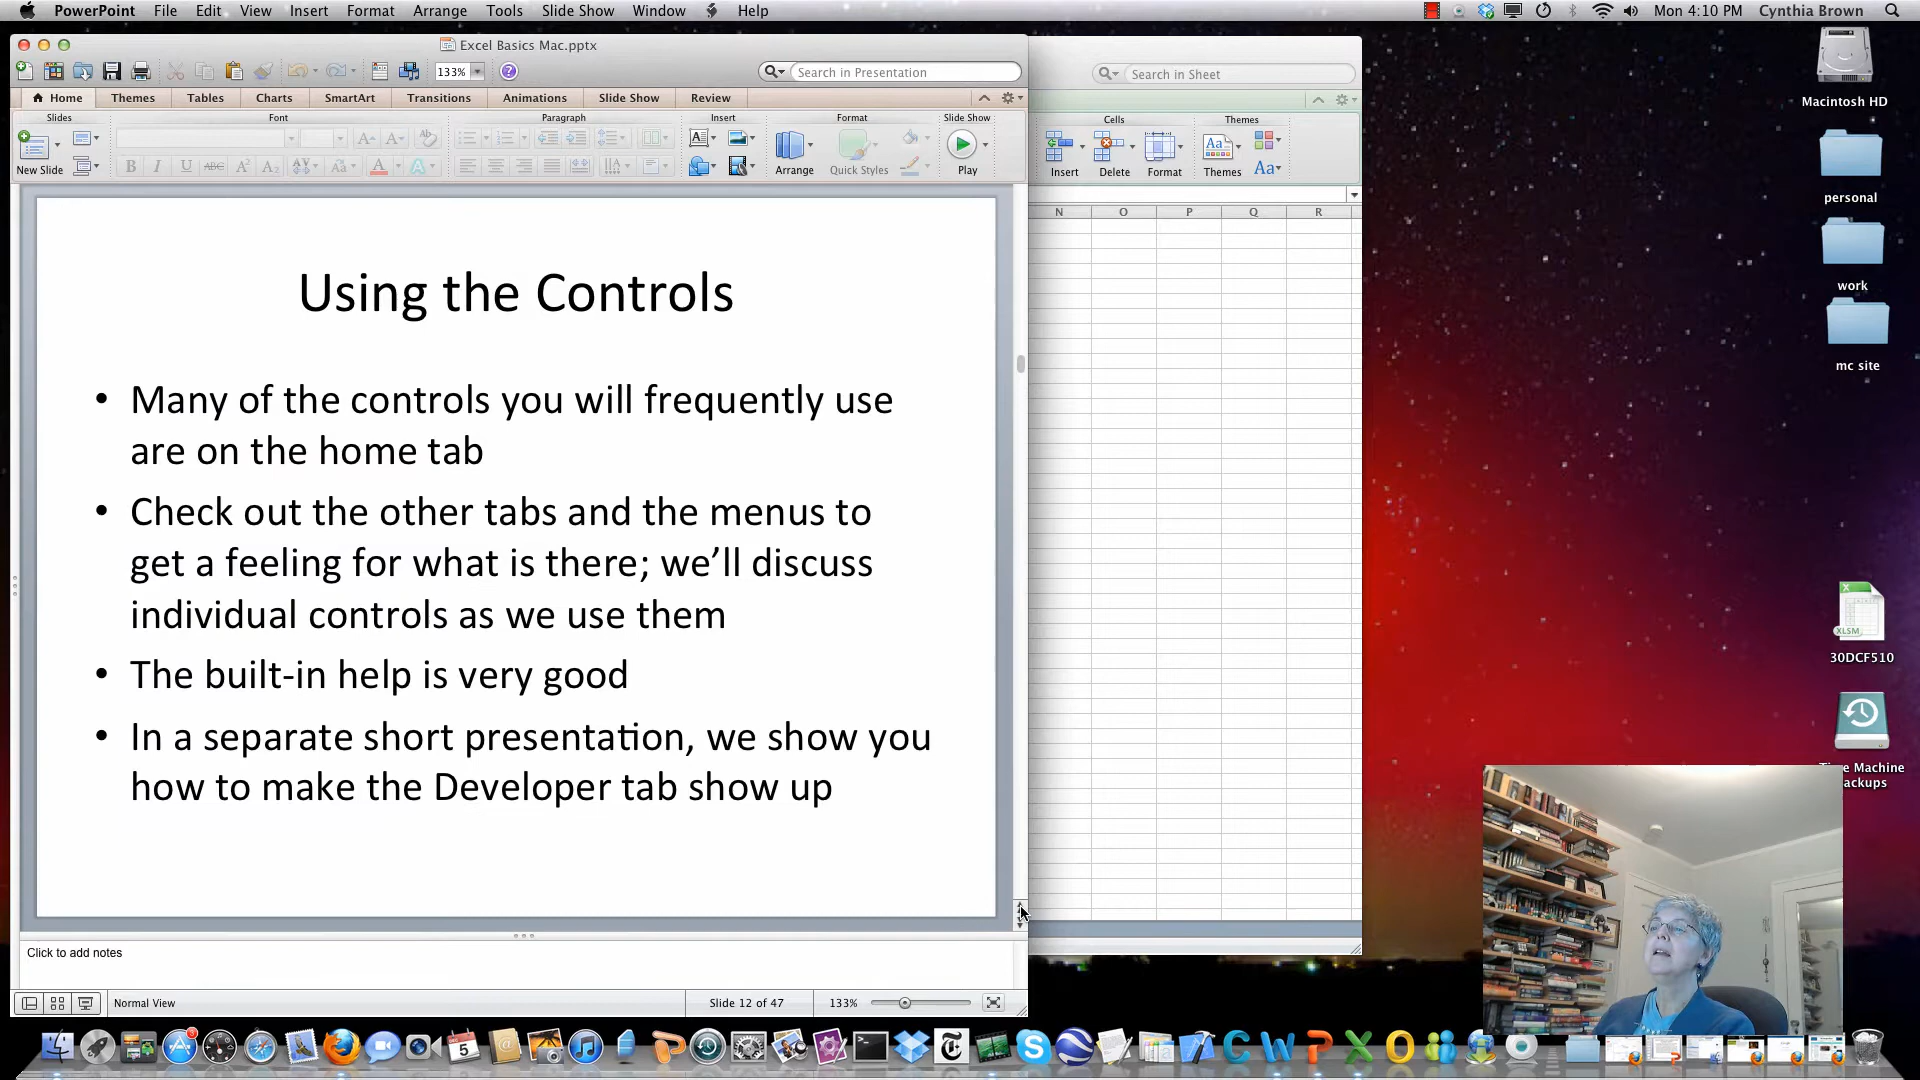 PowerPoint File Edit View Insert Format Arrange Tools Slide Show Window Help
Mon 4:10 PM Cynthia Brown
Excel Basics Mac.pptx
133%
Search in Presentation
Search in Sheet
Home Themes Tables Charts SmartArt Transitions Animations Slide Show Review
Slides Font Paragraph Insert Format Slide Show
New Slide
Arrange Quick Styles Play
Cells Themes
Insert Delete Format Themes
N O P Q R
Using the Controls
• Many of the controls you will frequently use
are on the home tab
• Check out the other tabs and the menus to
get a feeling for what is there; we’ll discuss
individual controls as we use them
• The built-in help is very good
• In a separate short presentation, we show you
how to make the Developer tab show up
Click to add notes
Normal View Slide 12 of 47 133%
Macintosh HD
personal
work
mc site
XLSM
30DCF510
Machine
ackups